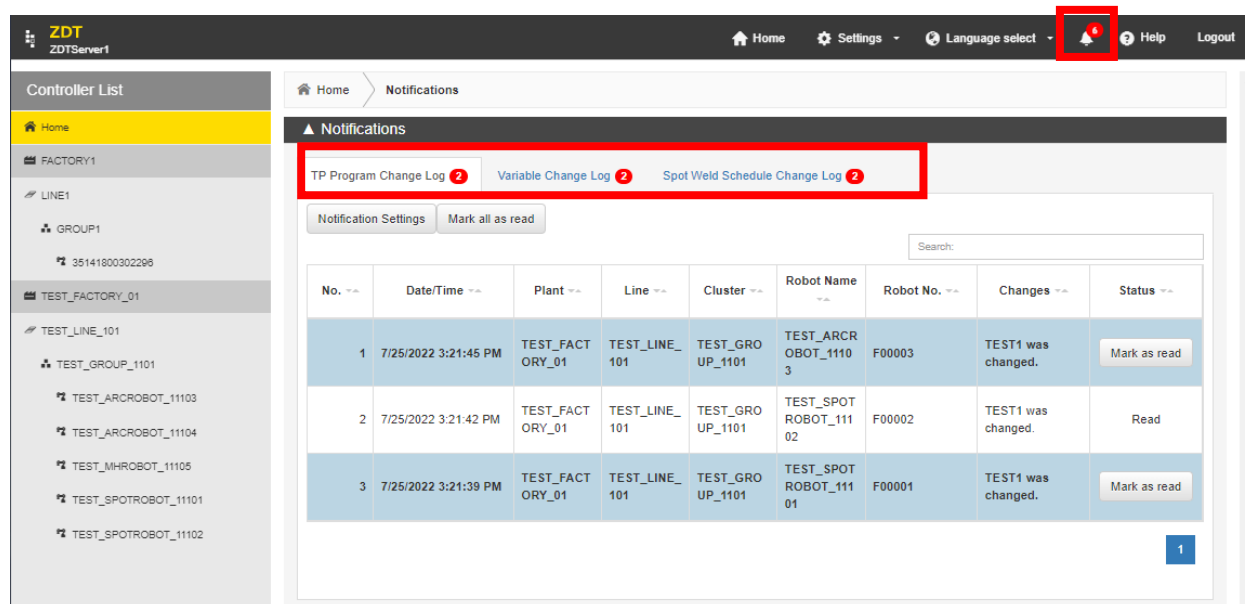 ZDT
ZDTServer1
Home
Settings
Language select
6
Help
Logout
Controller List
Home
FACTORY1
LINE1
GROUP1
35141800302296
TEST_FACTORY_01
TEST_LINE_101
TEST_GROUP_1101
TEST_ARCROBOT_11103
TEST_ARCROBOT_11104
TEST_MHROBOT_11105
TEST_SPOTROBOT_11101
TEST_SPOTROBOT_11102
Home
Notifications
▲ Notifications
TP Program Change Log 2
Variable Change Log 2
Spot Weld Schedule Change Log 2
Notification Settings
Mark all as read
Search:
No.
Date/Time
Plant
Line
Cluster
Robot Name
Robot No.
Changes
Status
1
7/25/2022 3:21:45 PM
TEST_FACT
ORY_01
TEST_LINE_
101
TEST_GRO
UP_1101
TEST_ARCR
OBOT_1110
3
F00003
TEST1 was
changed.
Mark as read
2
7/25/2022 3:21:42 PM
TEST_FACT
ORY_01
TEST_LINE_
101
TEST_GRO
UP_1101
TEST_SPOT
ROBOT_111
02
F00002
TEST1 was
changed.
Read
3
7/25/2022 3:21:39 PM
TEST_FACT
ORY_01
TEST_LINE_
101
TEST_GRO
UP_1101
TEST_SPOT
ROBOT_111
01
F00001
TEST1 was
changed.
Mark as read
1